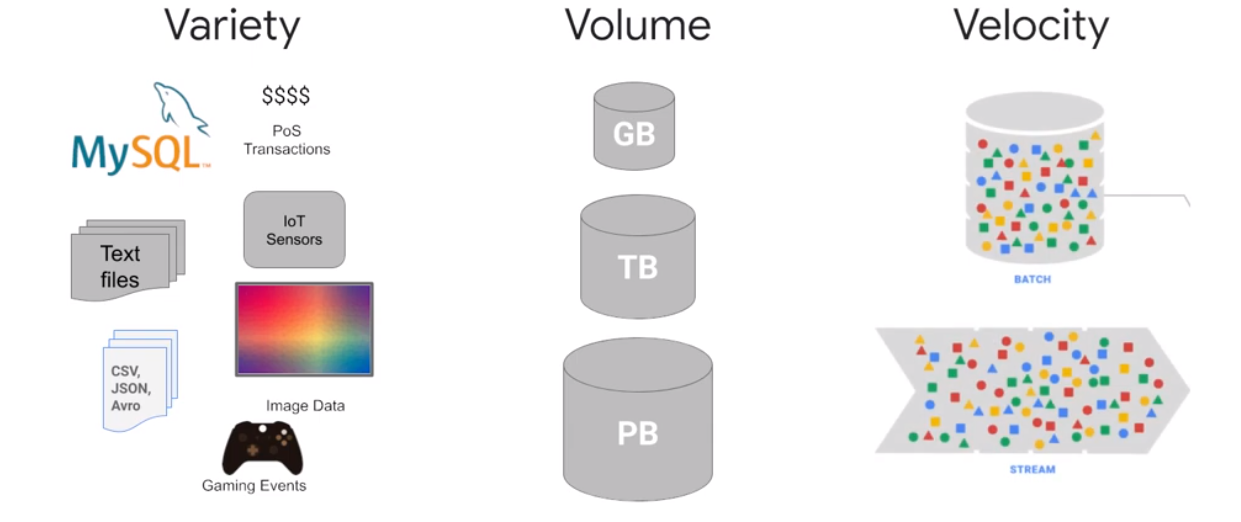 Variety
MySQL™
$$$$
PoS
Transactions
IoT
Sensors
Text
files
CSV,
JSON,
Avro
Image Data
Gaming Events
Volume
GB
TB
PB
Velocity
BATCH
STREAM